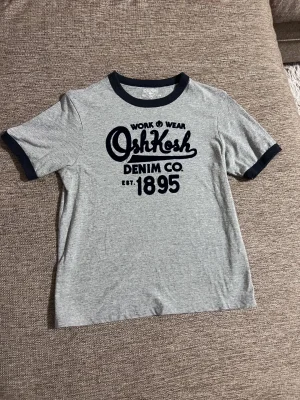 WORK WEAR
OshKosh
DENIM CO.
EST. 1895